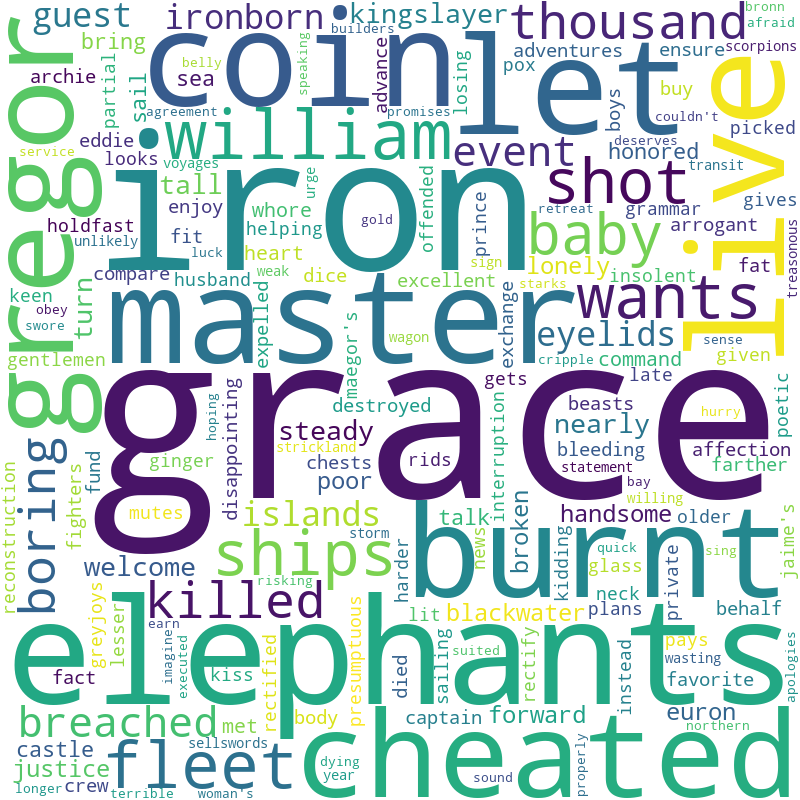 guest
ironborn
kingslayer
thousand
bronn
afraid
bring
builders
adventures
ensure
scorpions
gregor
archie
partial
sail
sea
coin
belly
speaking
advance
losing
pox
let
boys
buy
couldn't
live
agreement
promises
deserves
picked
service
eddie
looks
william
voyages
event
honored
transit
tall
urge
offended
shot
gives
holdfast
enjoy
whore
iron
gold
prince
retreat
grammar
arrogant
unlikely
fit
helping
baby
treasonous
luck
heart
sign
lonely
insolent
fat
compare
husband
weak
dice
excellent
starks
keen
turn
expelled
master
exchange
wants
obey
swore
maegor's
wagon
eyelids
sense
gentlemen
cripple
command
given
grace
gets
late
hurry
destroyed
beasts
poetic
boring
hoping
steady
nearly
disappointing
strickland
interruption
bleeding
affection
ginger
chests
rids
statement
farther
reconstruction
fund
poor
bay
fighters
willing
mutes
islands
talk
broken
handsome
older
storm
news
burnt
kidding
quick
sing
jaime's
welcome
ships
harder
glass
private
risking
neck
killed
lit
blackwater
plans
behalf
greyjoys
lesser
earn
elephants
pays
wasting
apologies
fact
imagine
executed
rectified
kiss
presumptuous
died
sailing
suited
rectify
instead
favorite
breached
met
body
captain
forward
euron
northern
castle
sellswords
fleet
cheated
justice
dying
year
sound
properly
longer
crew
terrible
woman's